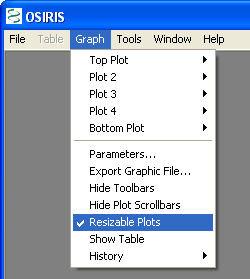 OSIRIS
File Table Graph Tools Window Help
Top Plot
Plot 2
Plot 3
Plot 4
Bottom Plot
Parameters...
Export Graphic File...
Hide Toolbars
Hide Plot Scrollbars
Resizable Plots
Show Table
History